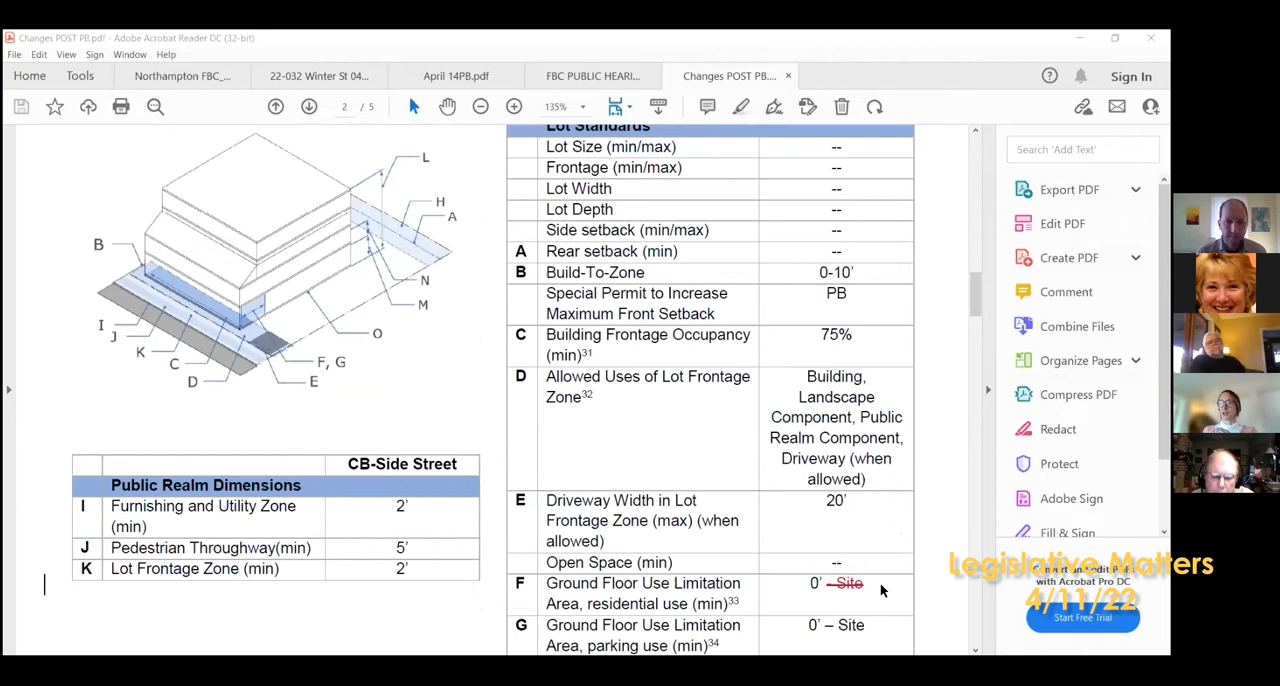 Changes POST PB.pdf - Adobe Acrobat Reader DC (32-bit)
File Edit View Sign Window Help
Home Tools Northampton FBC_... 22-032 Winter St 04... April 14PB.pdf FBC PUBLIC HEARI... Changes POST PB.... × Sign In
2 / 5 135%
Lot Standards
Lot Size (min/max) --
Frontage (min/max) --
Lot Width --
Lot Depth --
Side setback (min/max) --
A Rear setback (min) --
B Build-To-Zone 0-10'
Special Permit to Increase PB
Maximum Front Setback
C Building Frontage Occupancy 75%
(min)31
D Allowed Uses of Lot Frontage Building,
Zone32 Landscape
Component, Public
Realm Component,
Driveway (when
allowed)
E Driveway Width in Lot 20'
Frontage Zone (max) (when
allowed)
Open Space (min) --
F Ground Floor Use Limitation 0' – Site
Area, residential use (min)33
G Ground Floor Use Limitation 0' – Site
Area, parking use (min)34
L
H
A
B
N
M
I
O
J
K
F, G
C
E
D
CB-Side Street
Public Realm Dimensions
I Furnishing and Utility Zone 2'
(min)
J Pedestrian Throughway(min) 5'
K Lot Frontage Zone (min) 2'
Search 'Add Text'
Export PDF
Edit PDF
Create PDF
Comment
Combine Files
Organize Pages
Compress PDF
Redact
Protect
Adobe Sign
Fill & Sign
Legislative Matters
with Acrobat Pro DC
4/11/22
Start Free Trial